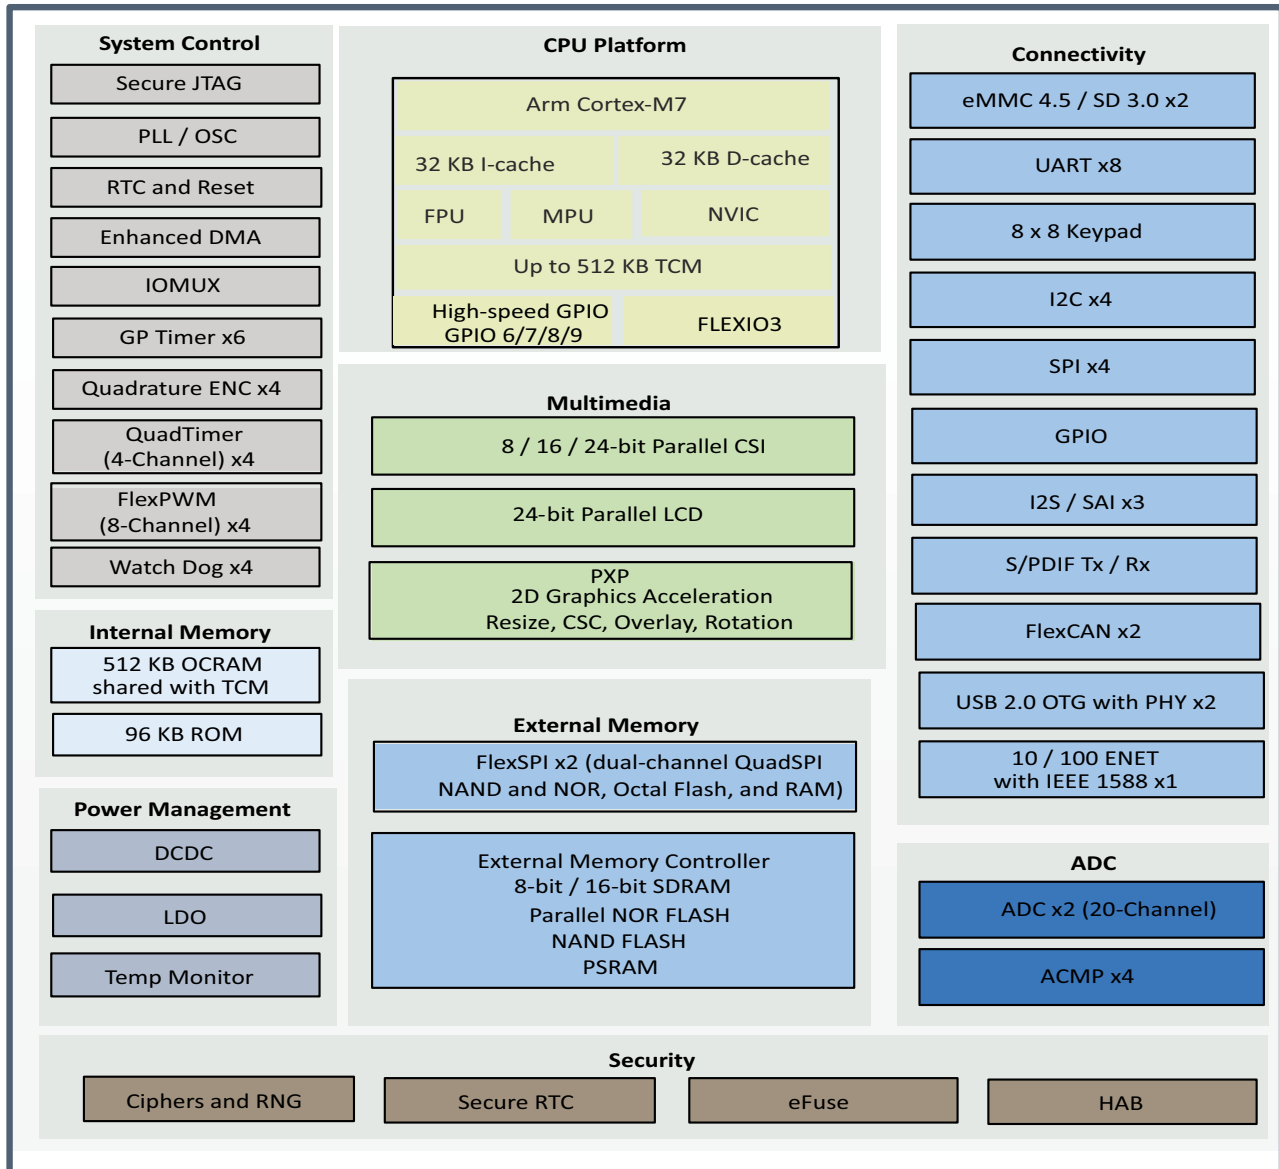 System Control
Secure JTAG
PLL / OSC
RTC and Reset
Enhanced DMA
IOMUX
GP Timer x6
Quadrature ENC x4
QuadTimer
(4-Channel) x4
FlexPWM
(8-Channel) x4
Watch Dog x4
Internal Memory
512 KB OCRAM
shared with TCM
96 KB ROM
Power Management
DCDC
LDO
Temp Monitor
CPU Platform
Arm Cortex-M7
32 KB I-cache
32 KB D-cache
FPU
MPU
NVIC
Up to 512 KB TCM
High-speed GPIO
GPIO 6/7/8/9
FLEXIO3
Multimedia
8 / 16 / 24-bit Parallel CSI
24-bit Parallel LCD
PXP
2D Graphics Acceleration
Resize, CSC, Overlay, Rotation
External Memory
FlexSPI x2 (dual-channel QuadSPI
NAND and NOR, Octal Flash, and RAM)
External Memory Controller
8-bit / 16-bit SDRAM
Parallel NOR FLASH
NAND FLASH
PSRAM
Connectivity
eMMC 4.5 / SD 3.0 x2
UART x8
8 x 8 Keypad
I2C x4
SPI x4
GPIO
I2S / SAI x3
S/PDIF Tx / Rx
FlexCAN x2
USB 2.0 OTG with PHY x2
10 / 100 ENET
with IEEE 1588 x1
ADC
ADC x2 (20-Channel)
ACMP x4
Security
Ciphers and RNG
Secure RTC
eFuse
HAB